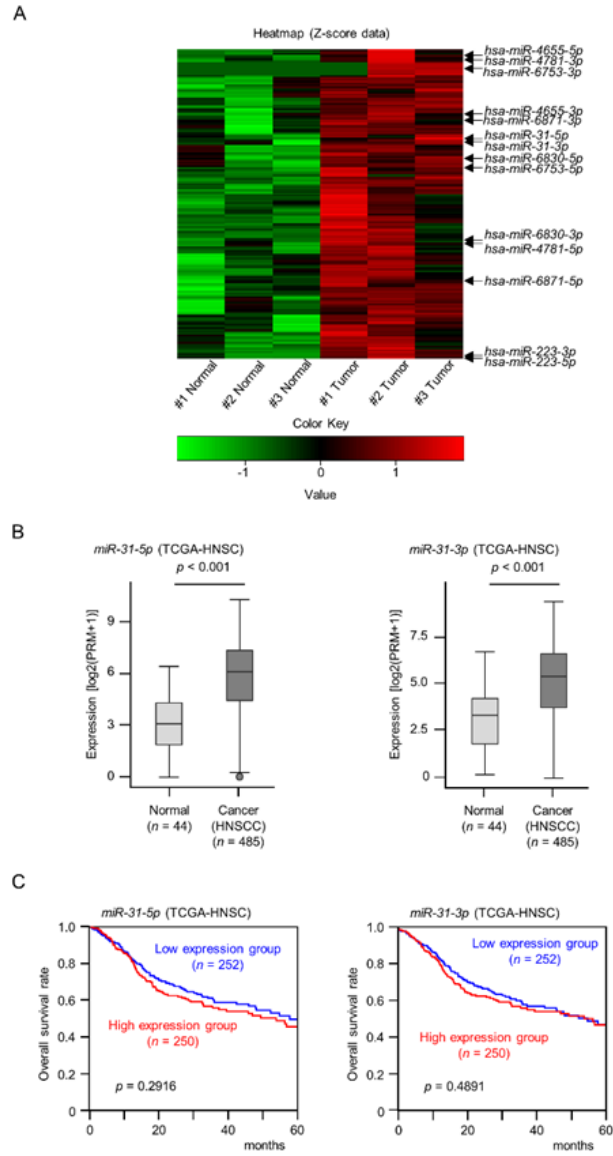 A
Heatmap (Z-score data)
hsa-miR-4655-5p
hsa-miR-4781-3p
hsa-miR-6753-3p
hsa-miR-4655-3p
hsa-miR-6871-3p
hsa-miR-31-5p
hsa-miR-31-3p
hsa-miR-6830-5p
hsa-miR-6753-5p
hsa-miR-6830-3p
hsa-miR-4781-5p
hsa-miR-6871-5p
hsa-miR-223-3p
hsa-miR-223-5p
#1 Normal
#2 Normal
#3 Normal
#1 Tumor
#2 Tumor
#3 Tumor
Color Key
-1 0 1
Value
B
miR-31-5p (TCGA-HNSC)
p < 0.001
Expression [log2(PRM+1)]
9
6
3
0
Normal
(n = 44)
Cancer
(HNSCC)
(n = 485)
miR-31-3p (TCGA-HNSC)
p < 0.001
Expression [log2(PRM+1)]
7.5
5.0
2.5
0
Normal
(n = 44)
Cancer
(HNSCC)
(n = 485)
C
miR-31-5p (TCGA-HNSC)
Overall survival rate
1.0
0.8
0.6
0.4
0.2
0
Low expression group
(n = 252)
High expression group
(n = 250)
p = 0.2916
0 20 40 60
months
miR-31-3p (TCGA-HNSC)
Overall survival rate
1.0
0.8
0.6
0.4
0.2
0
Low expression group
(n = 252)
High expression group
(n = 250)
p = 0.4891
0 20 40 60
months